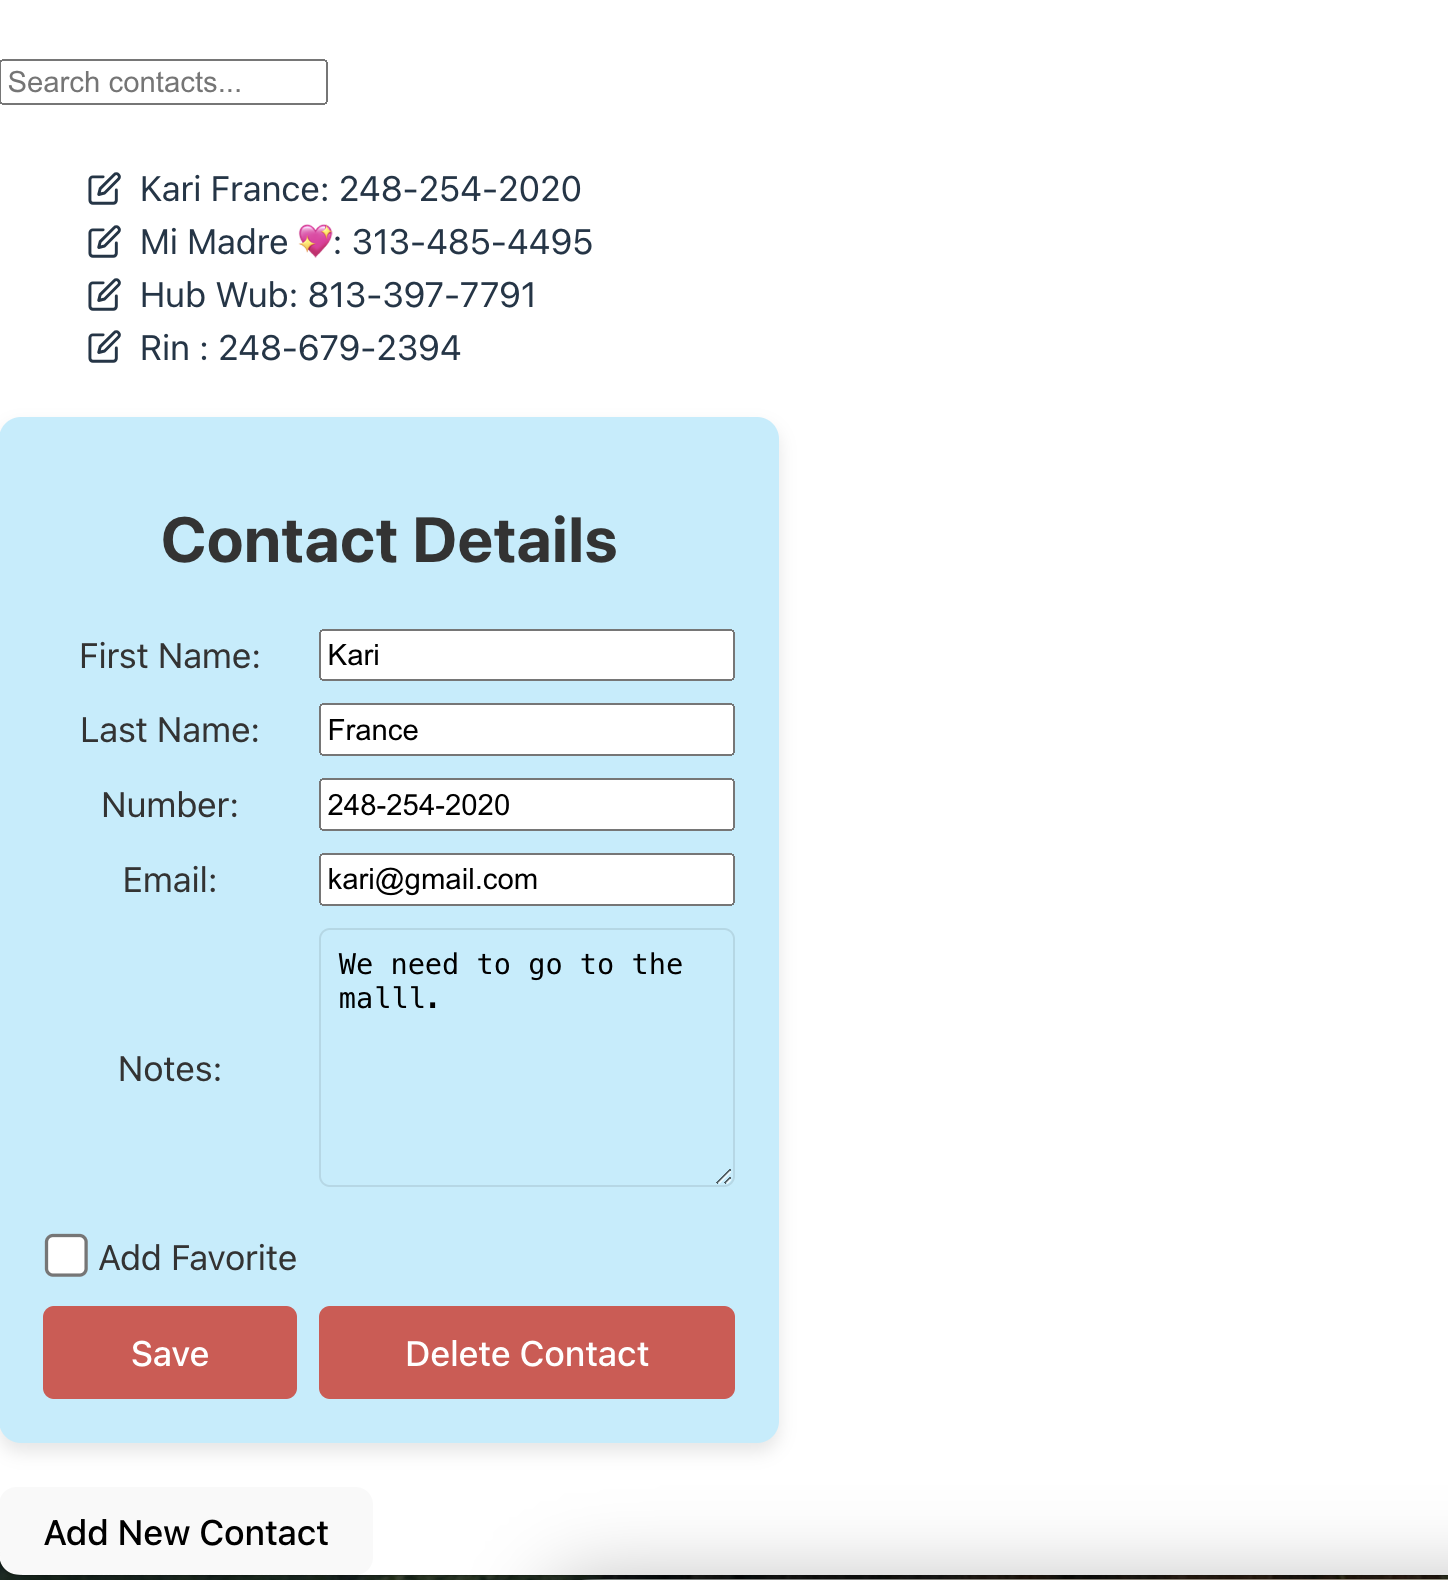 Search contacts...
Kari France: 248-254-2020
Mi Madre 💖: 313-485-4495
Hub Wub: 813-397-7791
Rin : 248-679-2394
Contact Details
First Name: Kari
Last Name: France
Number: 248-254-2020
Email: kari@gmail.com
We need to go to the
malll.
Notes:
Add Favorite
Save Delete Contact
Add New Contact